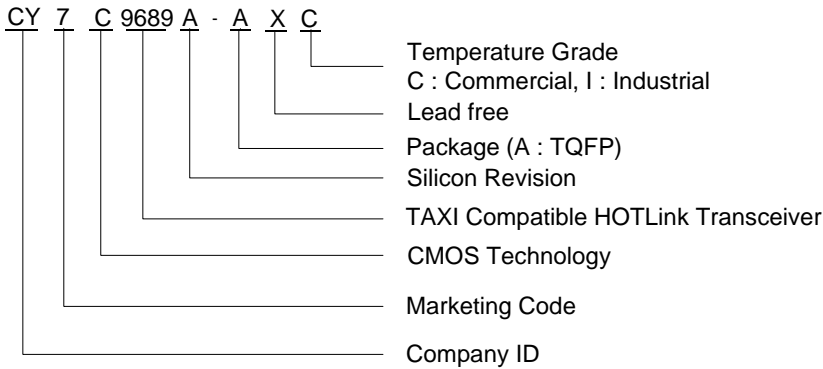 CY 7 C 9689 A - A X C
Temperature Grade
C : Commercial, I : Industrial
Lead free
Package (A : TQFP)
Silicon Revision
TAXI Compatible HOTLink Transceiver
CMOS Technology
Marketing Code
Company ID